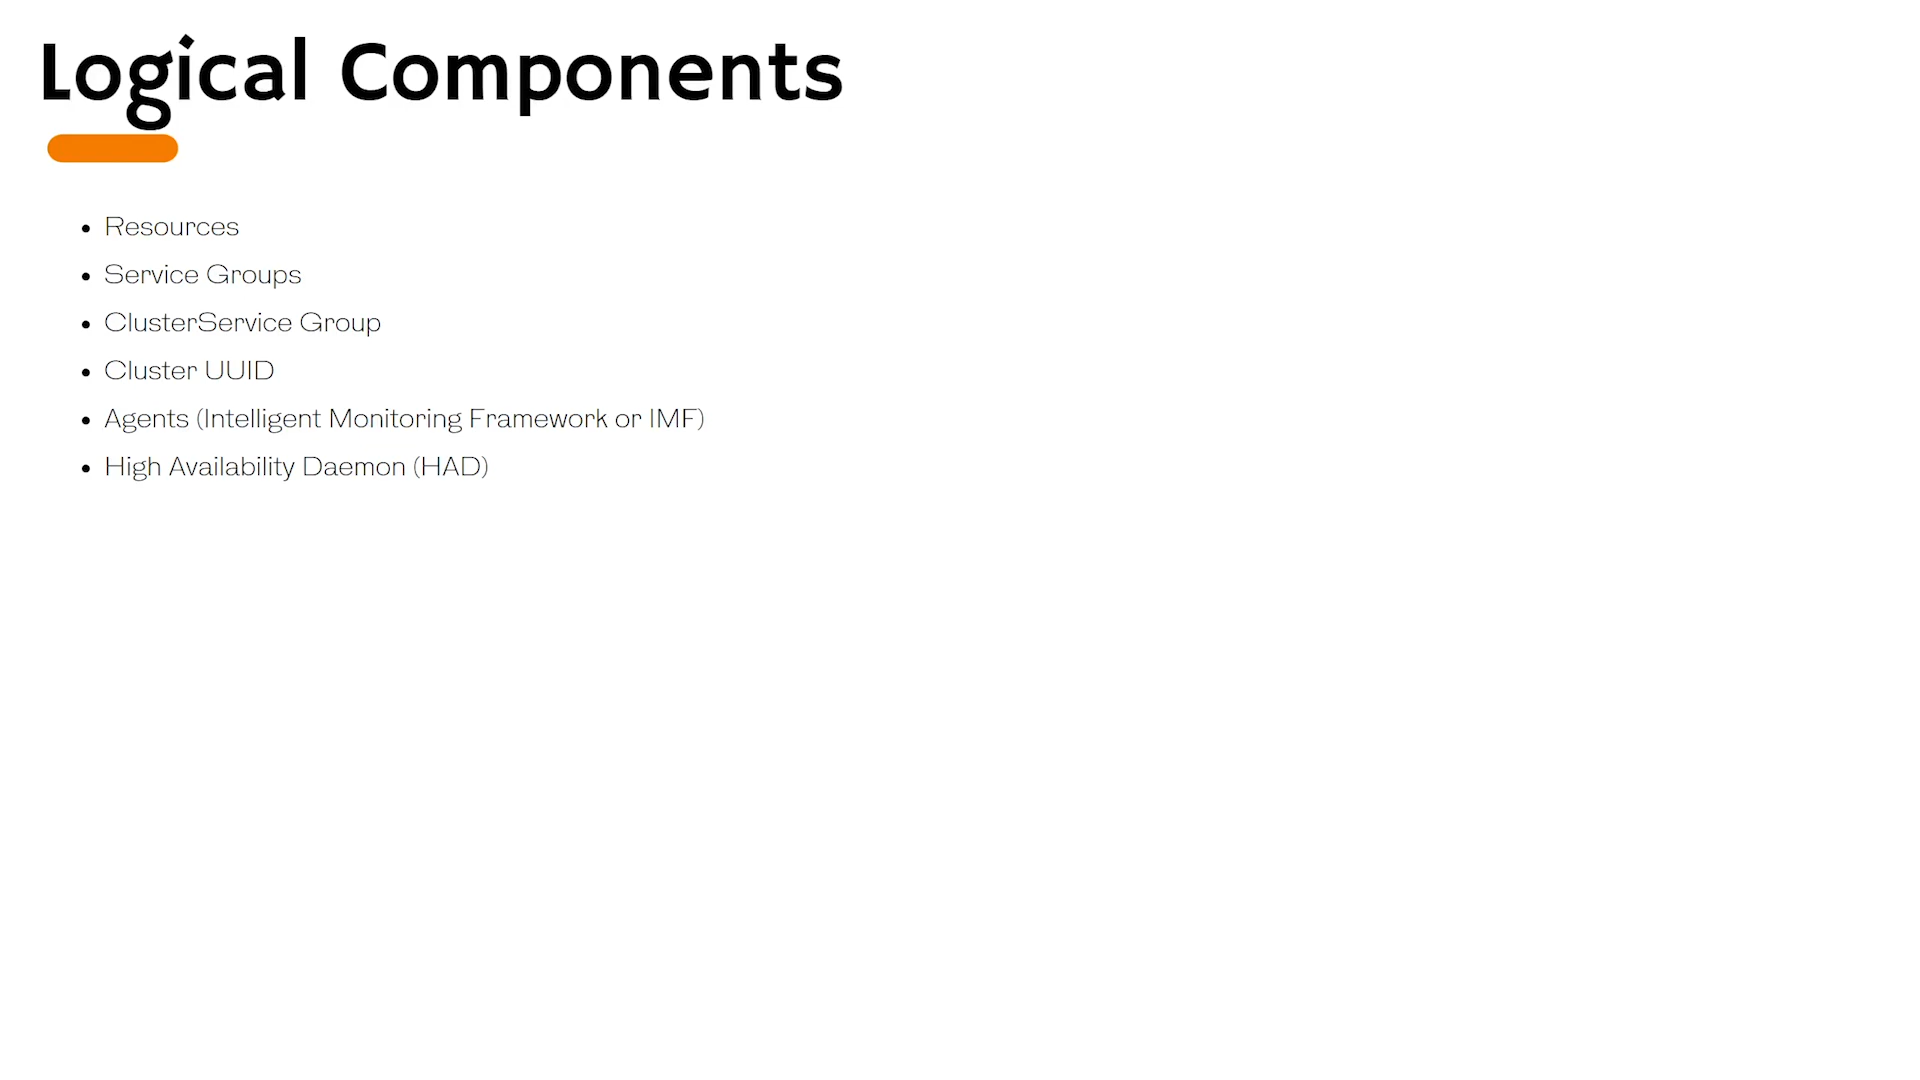 Logical Components
• Resources
• Service Groups
• ClusterService Group
• Cluster UUID
• Agents (Intelligent Monitoring Framework or IMF)
• High Availability Daemon (HAD)